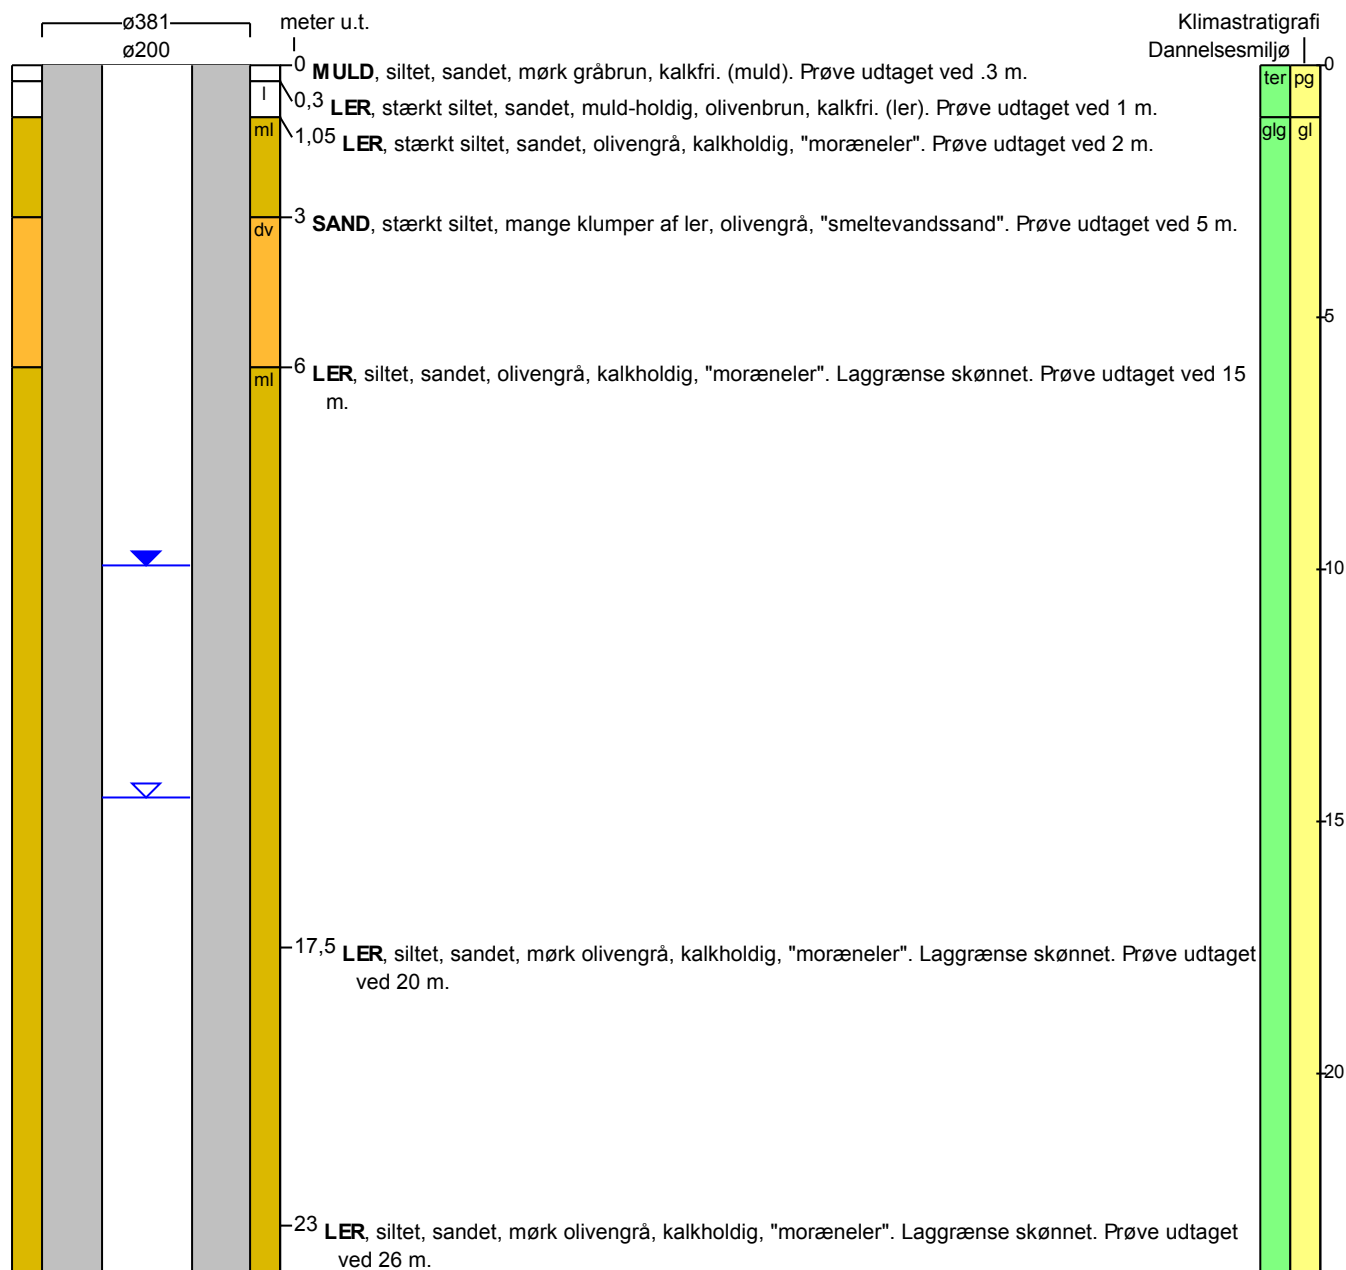 ø381
meter u.t.
Klimastratigrafi
ø200
Dannelsesmiljø
0 MULD, siltet, sandet, mørk gråbrun, kalkfri. (muld). Prøve udtaget ved .3 m.
ter pg
0
l
0,3 LER, stærkt siltet, sandet, muld-holdig, olivenbrun, kalkfri. (ler). Prøve udtaget ved 1 m.
ml
1,05 LER, stærkt siltet, sandet, olivengrå, kalkholdig, "moræneler". Prøve udtaget ved 2 m.
glg gl
3 SAND, stærkt siltet, mange klumper af ler, olivengrå, "smeltevandssand". Prøve udtaget ved 5 m.
dv
5
6 LER, siltet, sandet, olivengrå, kalkholdig, "moræneler". Laggrænse skønnet. Prøve udtaget ved 15
m.
ml
10
15
17,5 LER, siltet, sandet, mørk olivengrå, kalkholdig, "moræneler". Laggrænse skønnet. Prøve udtaget
ved 20 m.
20
23 LER, siltet, sandet, mørk olivengrå, kalkholdig, "moræneler". Laggrænse skønnet. Prøve udtaget
ved 26 m.